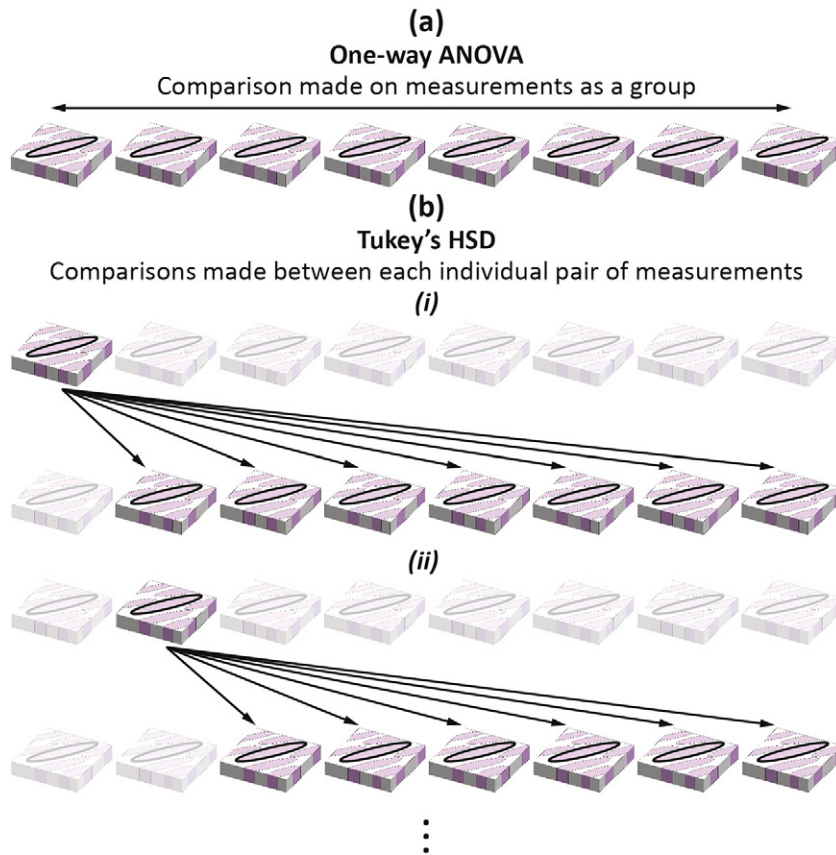 (a)
One-way ANOVA
Comparison made on measurements as a group
(b)
Tukey’s HSD
Comparisons made between each individual pair of measurements
(i)
(ii)